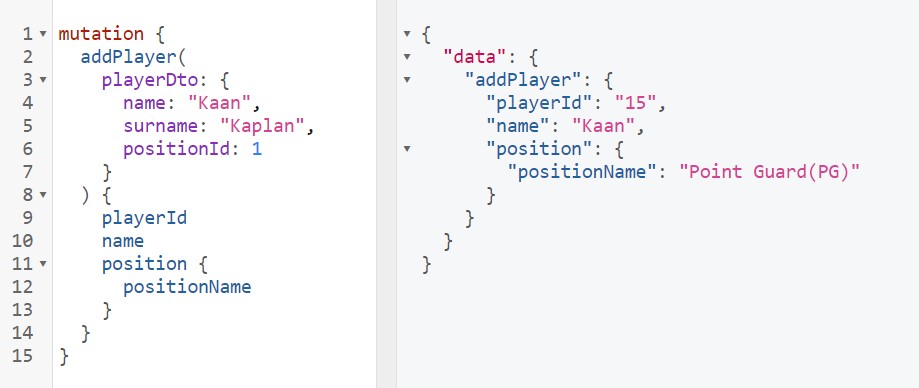 1 mutation {
2 addPlayer(
3 playerDto: {
4 name: "Kaan",
5 surname: "Kaplan",
6 positionId: 1
7 }
8 ) {
9 playerId
10 name
11 position {
12 positionName
13 }
14 }
15 }
{
"data": {
"addPlayer": {
"playerId": "15",
"name": "Kaan",
"position": {
"positionName": "Point Guard(PG)"
}
}
}
}